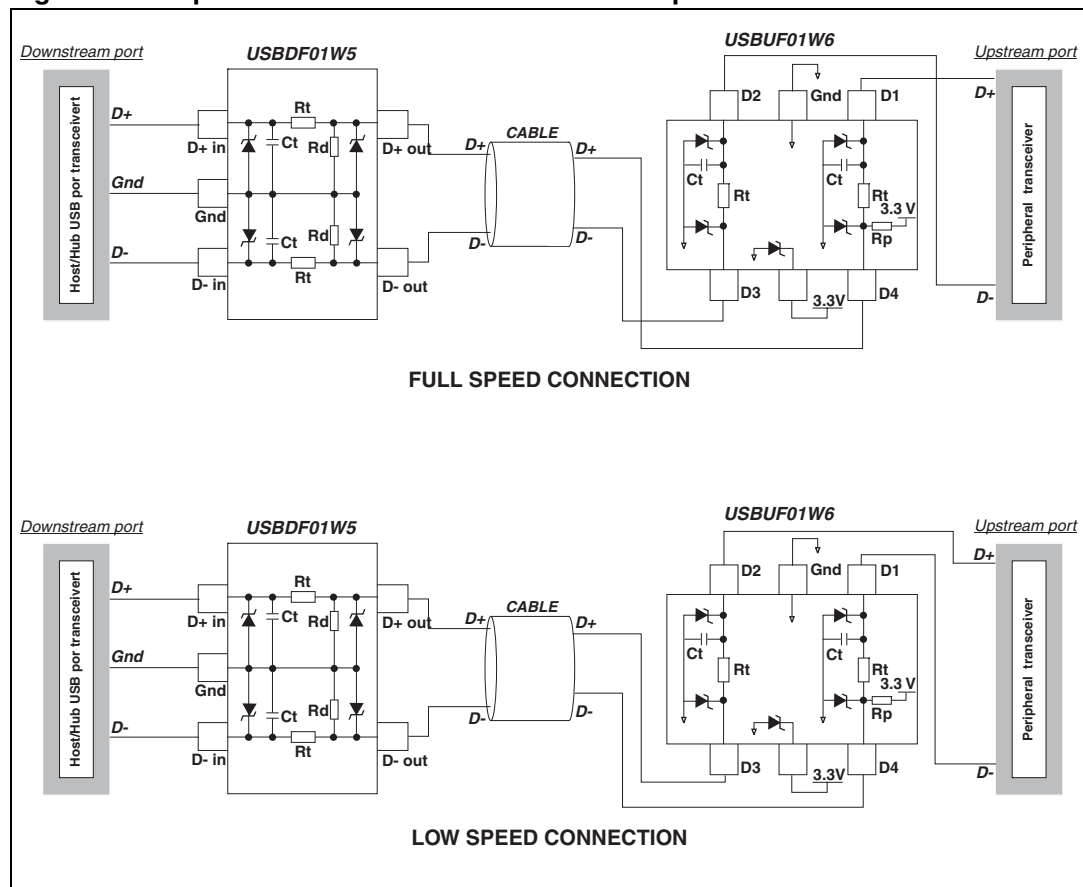 Downstream port
USBDF01W5
USBUF01W6
Upstream port
Host/Hub USB por transceivert
D+
Gnd
D-
D+ in
Gnd
D- in
Rt
Ct
Rd
Ct
Rd
Rt
D+ out
D- out
CABLE
D+
D+
D-
D-
D2
Gnd
D1
Ct
Rt
Ct
Rt
3.3 V
Rp
D3
3.3V
D4
D+
D-
Peripheral transceiver
FULL SPEED CONNECTION
Downstream port
USBDF01W5
USBUF01W6
Upstream port
Host/Hub USB por transceivert
D+
Gnd
D-
D+ in
Gnd
D- in
Rt
Ct
Rd
Ct
Rd
Rt
D+ out
D- out
CABLE
D+
D+
D-
D-
D2
Gnd
D1
Ct
Rt
Ct
Rt
3.3 V
Rp
D3
3.3V
D4
D+
D-
Peripheral transceiver
LOW SPEED CONNECTION